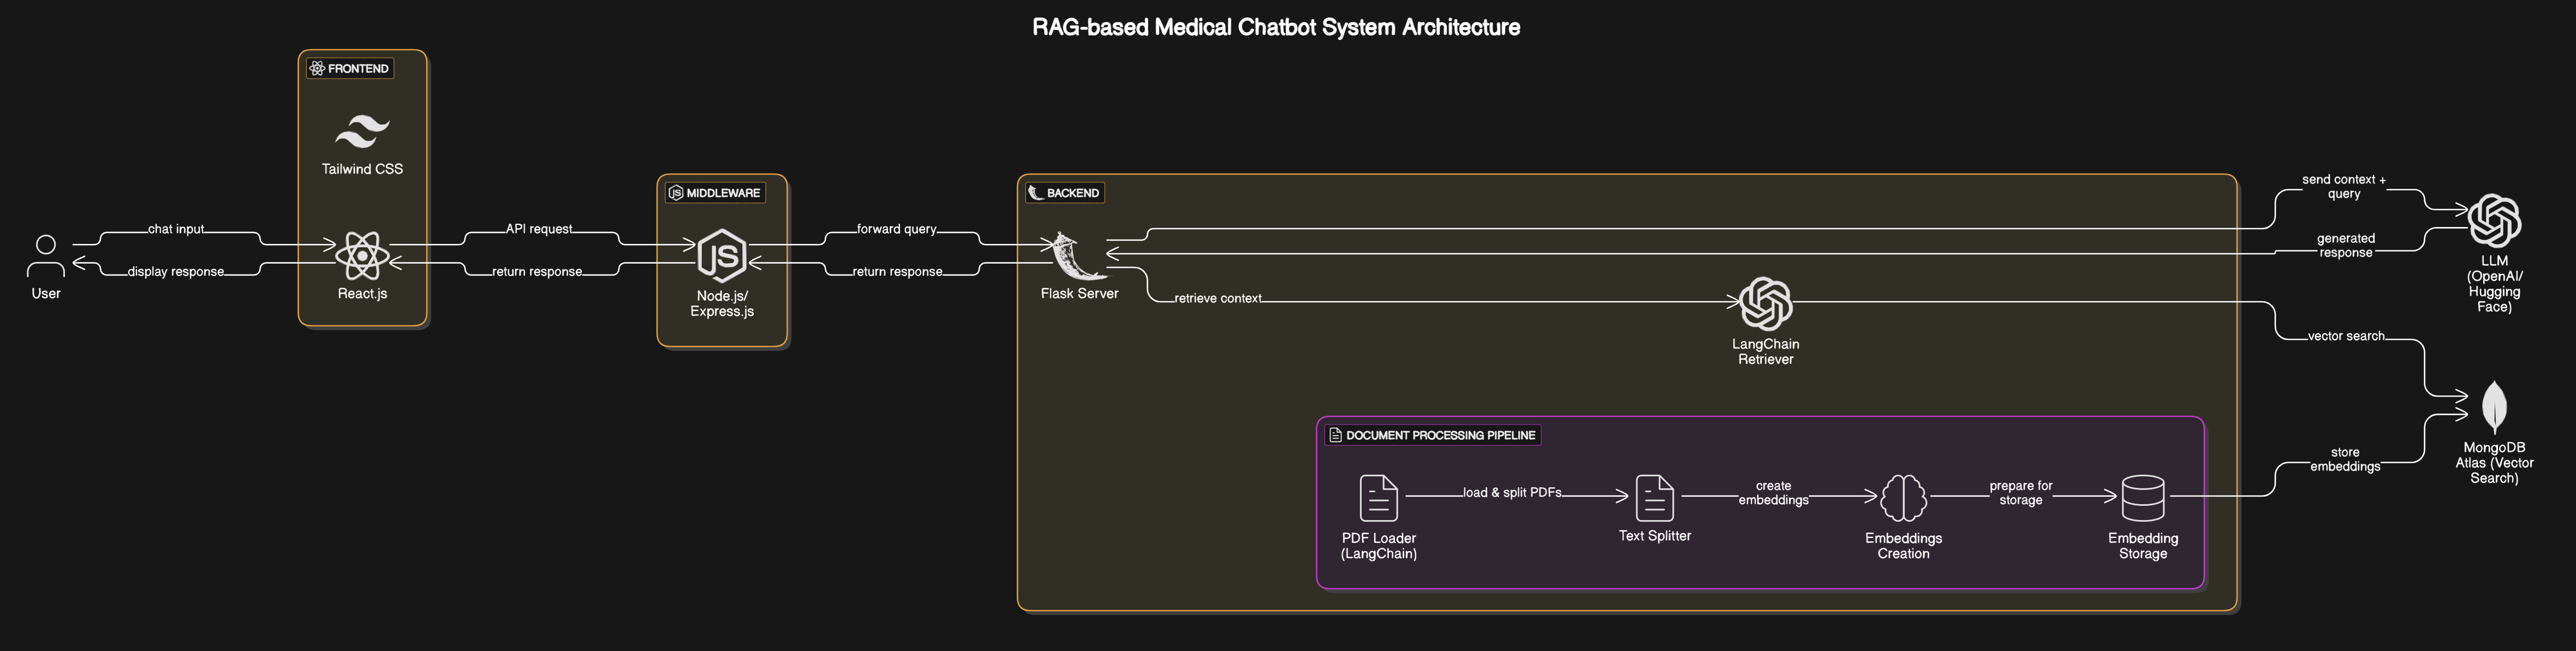 RAG-based Medical Chatbot System Architecture
FRONTEND
Tailwind CSS
React.js
User
chat input
display response
API request
return response
MIDDLEWARE
JS
Node.js/
Express.js
forward query
return response
BACKEND
Flask Server
retrieve context
LangChain
Retriever
send context +
query
generated
response
LLM
(OpenAI/
Hugging
Face)
vector search
MongoDB
Atlas (Vector
Search)
store
embeddings
DOCUMENT PROCESSING PIPELINE
PDF Loader
(LangChain)
load & split PDFs
Text Splitter
create
embeddings
Embeddings
Creation
prepare for
storage
Embedding
Storage